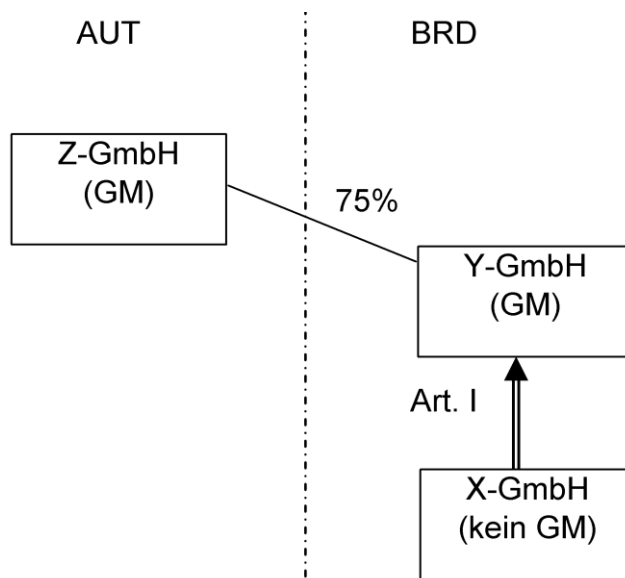 AUT
BRD
Z-GmbH
(GM)
75%
Y-GmbH
(GM)
Art. I
X-GmbH
(kein GM)